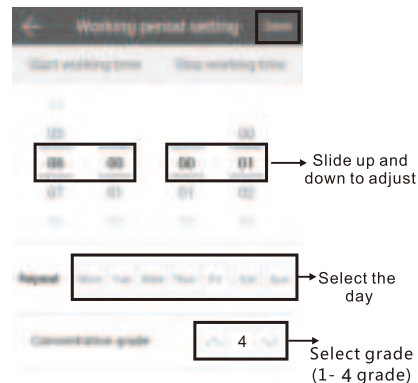 Working period setting Save
Start working time Stop working time
05 00
06 00 00 01
07 01 01 02
Slide up and
down to adjust
Repeat Mon Tue Wed Thur Fri Sat Sun
Select the
day
Concentration grade 4
Select grade
(1- 4 grade)